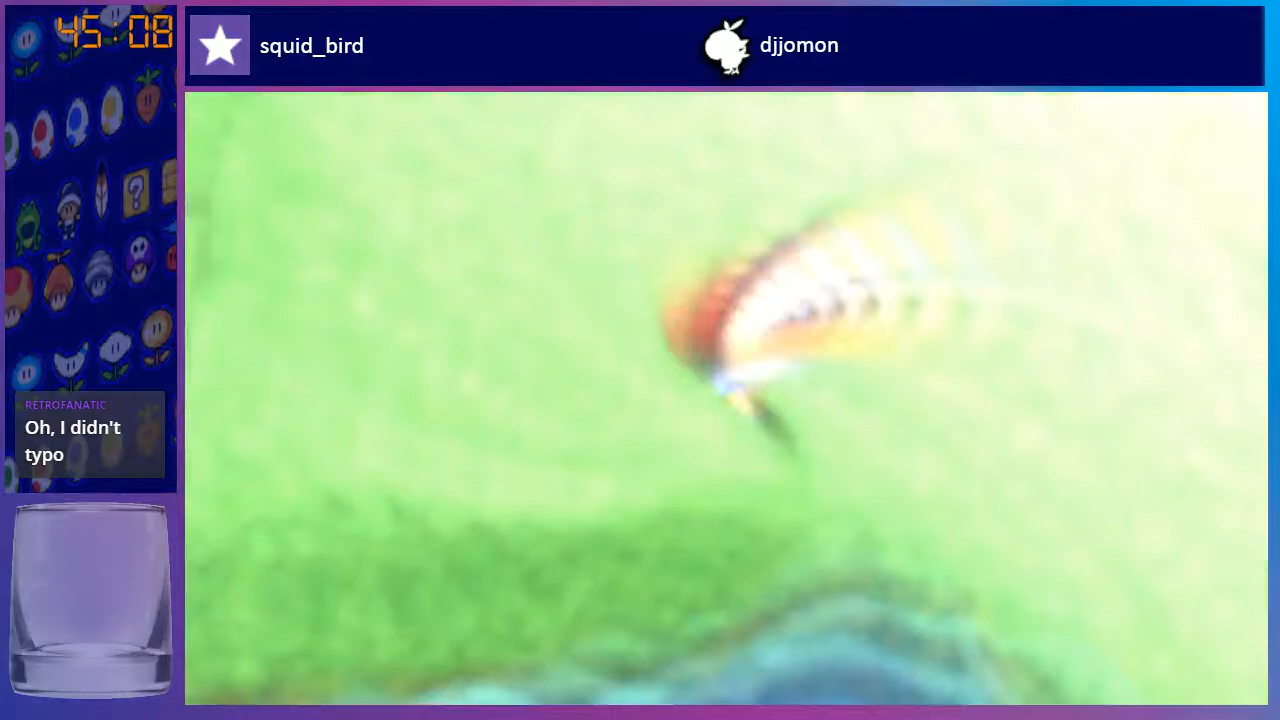 45:08
squid_bird
djjomon
RETROFANATIC
Oh, I didn't
typo